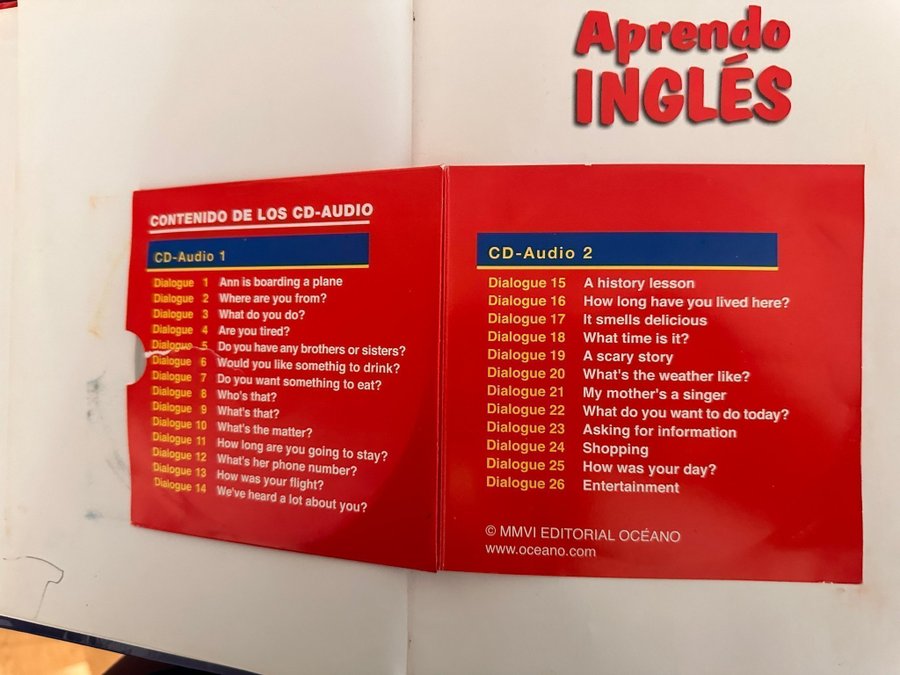 Aprendo
INGLÉS
CONTENIDO DE LOS CD-AUDIO
CD-Audio 1
Dialogue 1 Ann is boarding a plane
Dialogue 2 Where are you from?
Dialogue 3 What do you do?
Dialogue 4 Are you tired?
Dialogue 5 Do you have any brothers or sisters?
Dialogue 6 Would you like somethig to drink?
Dialogue 7 Do you want something to eat?
Dialogue 8 Who's that?
Dialogue 9 What's that?
Dialogue 10 What's the matter?
Dialogue 11 How long are you going to stay?
Dialogue 12 What's her phone number?
Dialogue 13 How was your flight?
Dialogue 14 We've heard a lot about you?
CD-Audio 2
Dialogue 15 A history lesson
Dialogue 16 How long have you lived here?
Dialogue 17 It smells delicious
Dialogue 18 What time is it?
Dialogue 19 A scary story
Dialogue 20 What's the weather like?
Dialogue 21 My mother's a singer
Dialogue 22 What do you want to do today?
Dialogue 23 Asking for information
Dialogue 24 Shopping
Dialogue 25 How was your day?
Dialogue 26 Entertainment
© MMVI EDITORIAL OCÉANO
www.oceano.com